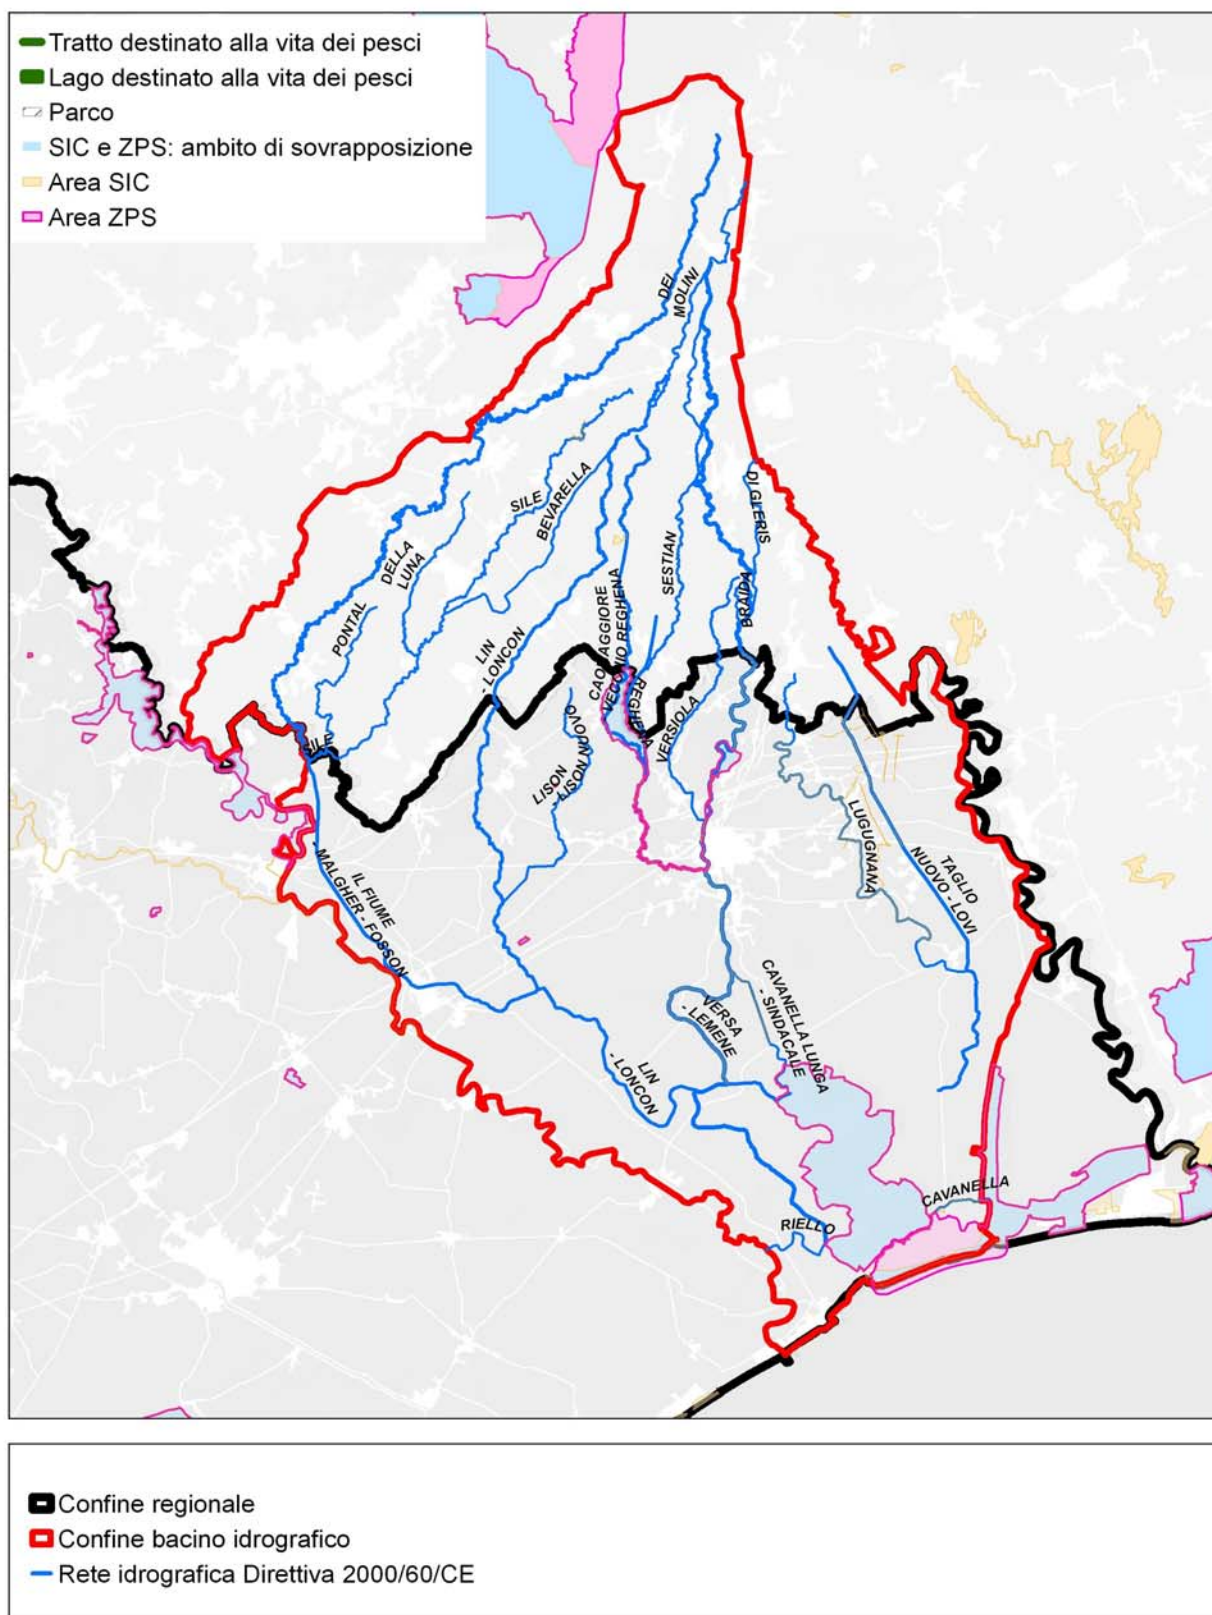 Tratto destinato alla vita dei pesci
Lago destinato alla vita dei pesci
Parco
SIC e ZPS: ambito di sovrapposizione
Area SIC
Area ZPS
DEI
MOLINI
SILE
BEVARELLA
DI GLERIS
DELLA
LUNA
SESTIAN
BRAIDA
PONTAL
LIN
- LONCON
CAOMAGGIORE
VECCHIO REGHENA
REGHENA
VERSIOLA
SILE
LISON
LISON NUOVO
LUGUGNANA
TAGLIO
NUOVO - LOVI
IL FIUME
MALGHER - FOSSON
VERSA
- LEMENE
CAVANELLA LUNGA
- SINDACALE
LIN
- LONCON
CAVANELLA
RIELLO
Confine regionale
Confine bacino idrografico
Rete idrografica Direttiva 2000/60/CE